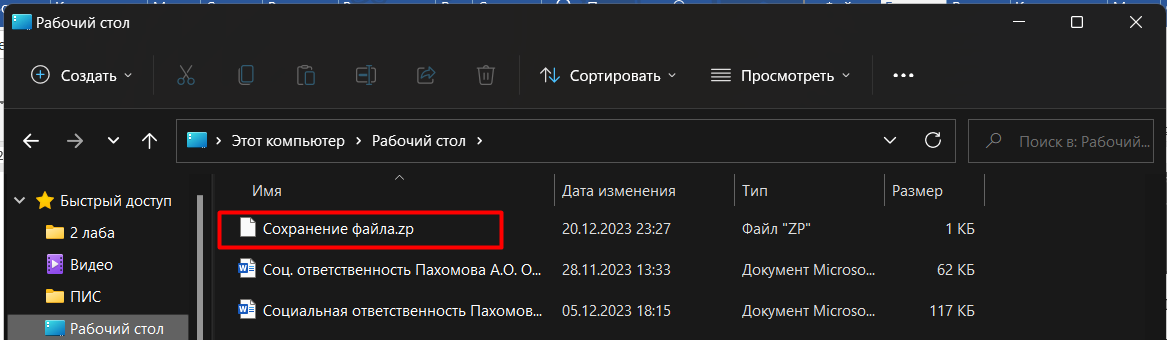 Рабочий стол
Создать Сортировать Просмотреть
Этот компьютер Рабочий стол Поиск в: Рабочий...
Имя Дата изменения Тип Размер
Быстрый доступ
Сохранение файла.zp 20.12.2023 23:27 Файл "ZP" 1 КБ
2 лаба
Видео
Соц. ответственность Пахомова А.О. О... 28.11.2023 13:33 Документ Microso... 62 КБ
ПИС
Социальная ответственность Пахомов... 05.12.2023 18:15 Документ Microso... 117 КБ
Рабочий стол